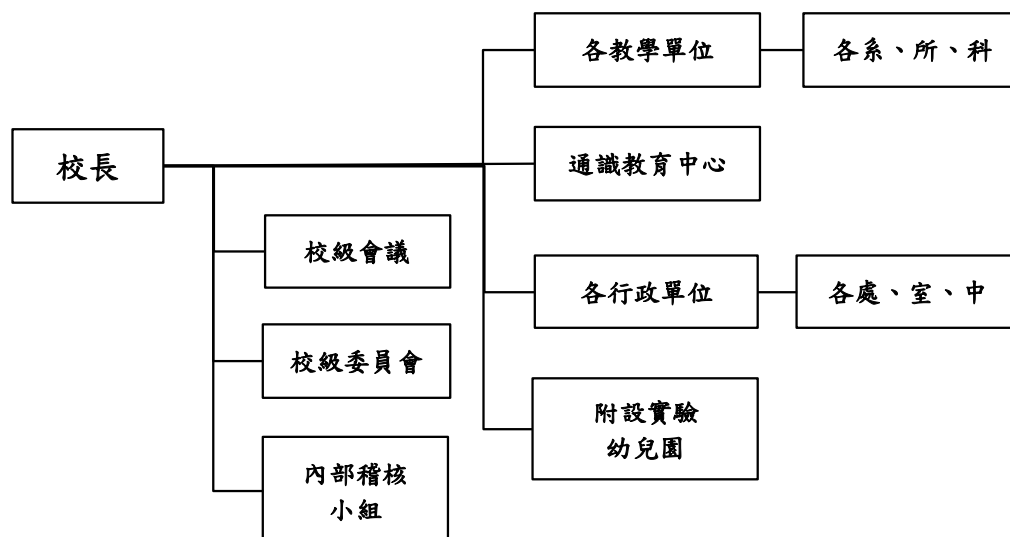 各教學單位
各系、所、科
校長
通識教育中心
校級會議
各行政單位
各處、室、中
校級委員會
附設實驗
幼兒園
內部稽核
小組